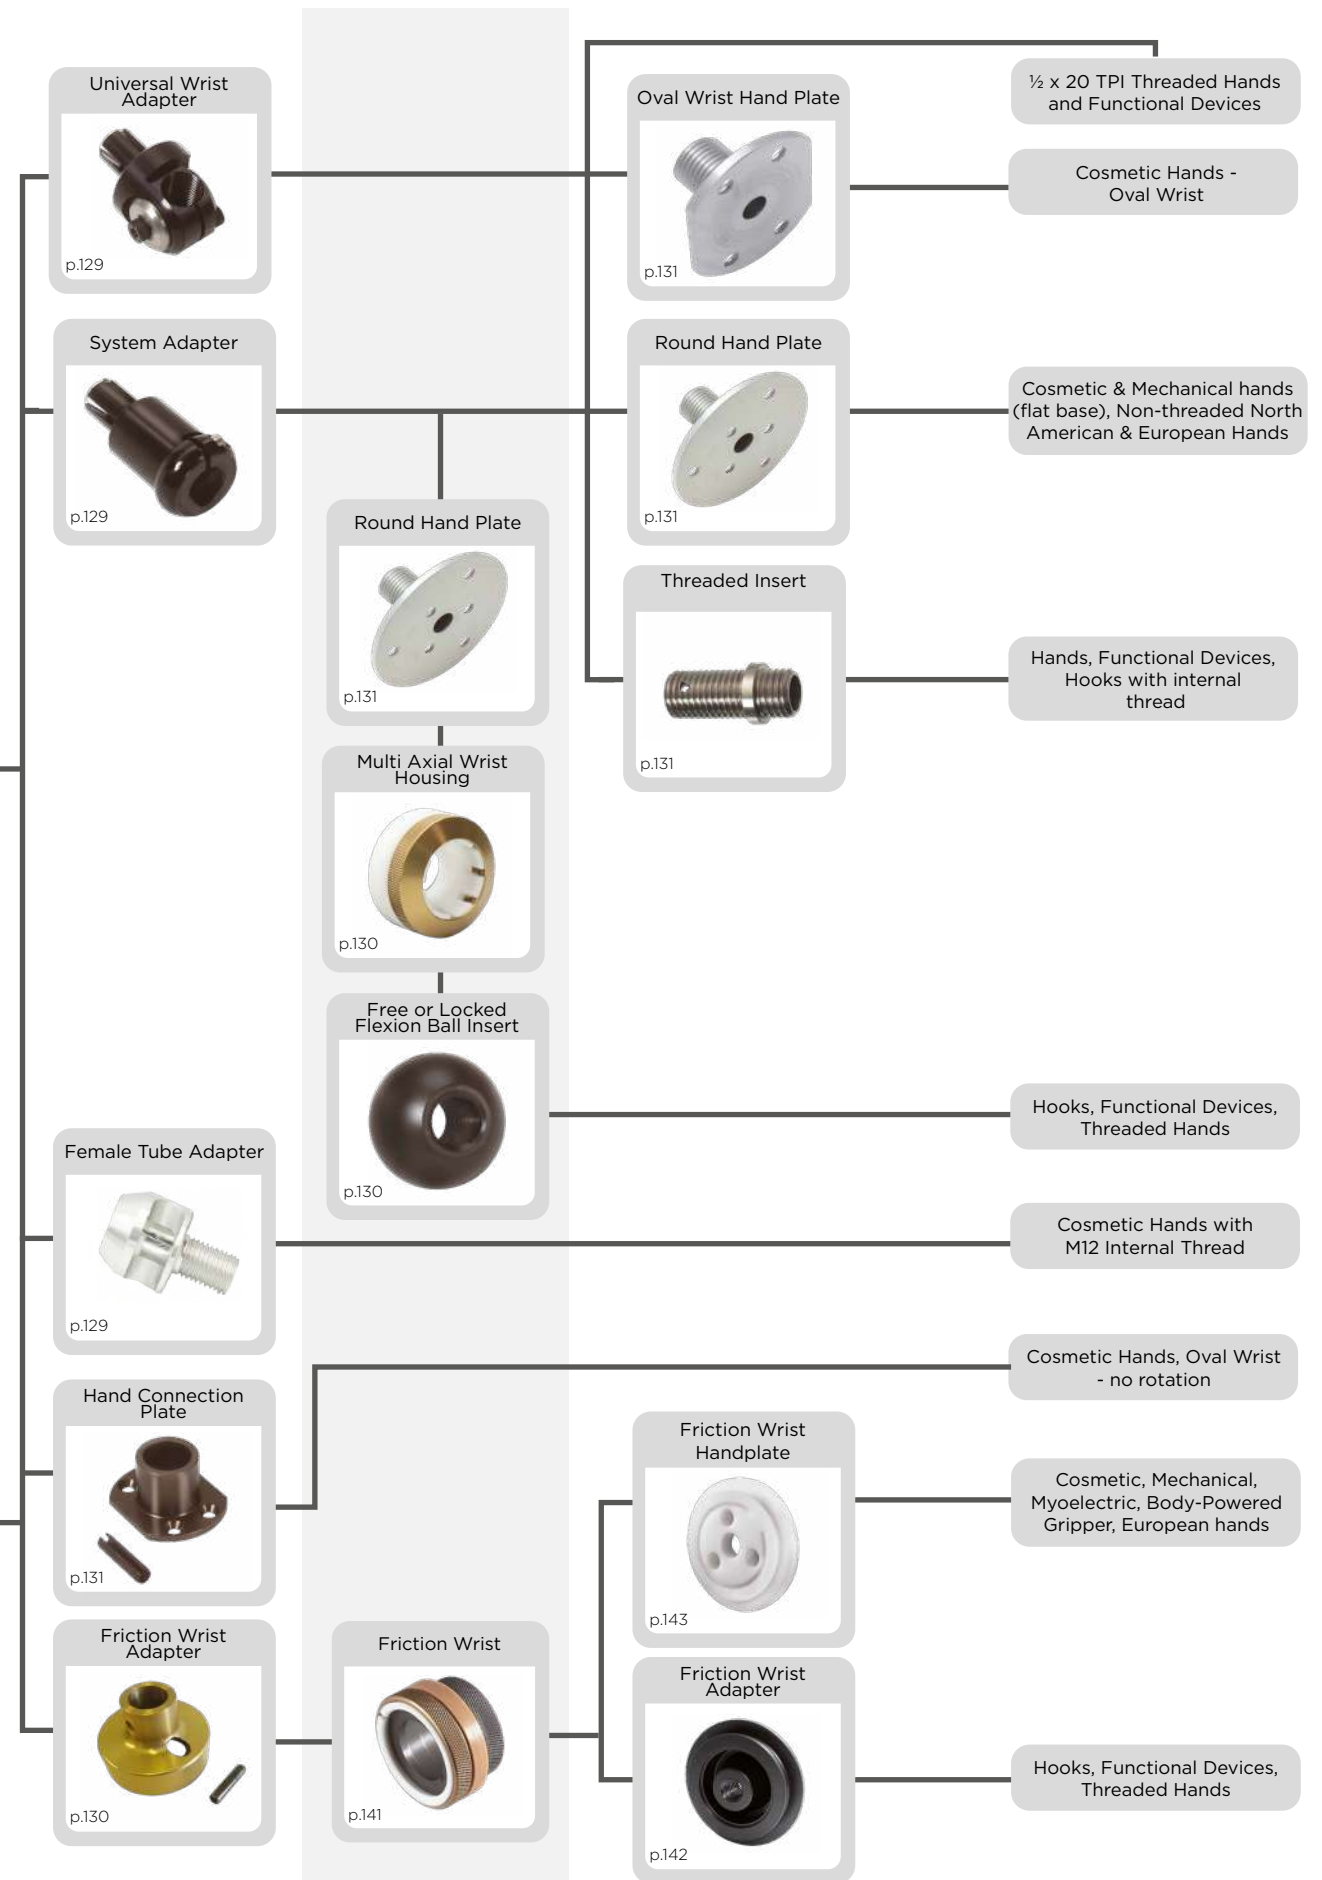 Universal Wrist
Adapter
p.129
Oval Wrist Hand Plate
p.131
½ x 20 TPI Threaded Hands
and Functional Devices
Cosmetic Hands -
Oval Wrist
System Adapter
p.129
Round Hand Plate
p.131
Cosmetic & Mechanical hands
(flat base), Non-threaded North
American & European Hands
Round Hand Plate
p.131
Threaded Insert
p.131
Hands, Functional Devices,
Hooks with internal
thread
Multi Axial Wrist
Housing
p.130
Free or Locked
Flexion Ball Insert
p.130
Hooks, Functional Devices,
Threaded Hands
Female Tube Adapter
p.129
Cosmetic Hands with
M12 Internal Thread
Hand Connection
Plate
p.131
Cosmetic Hands, Oval Wrist
- no rotation
Friction Wrist
Handplate
p.143
Cosmetic, Mechanical,
Myoelectric, Body-Powered
Gripper, European hands
Friction Wrist
Adapter
p.130
Friction Wrist
p.141
Friction Wrist
Adapter
p.142
Hooks, Functional Devices,
Threaded Hands